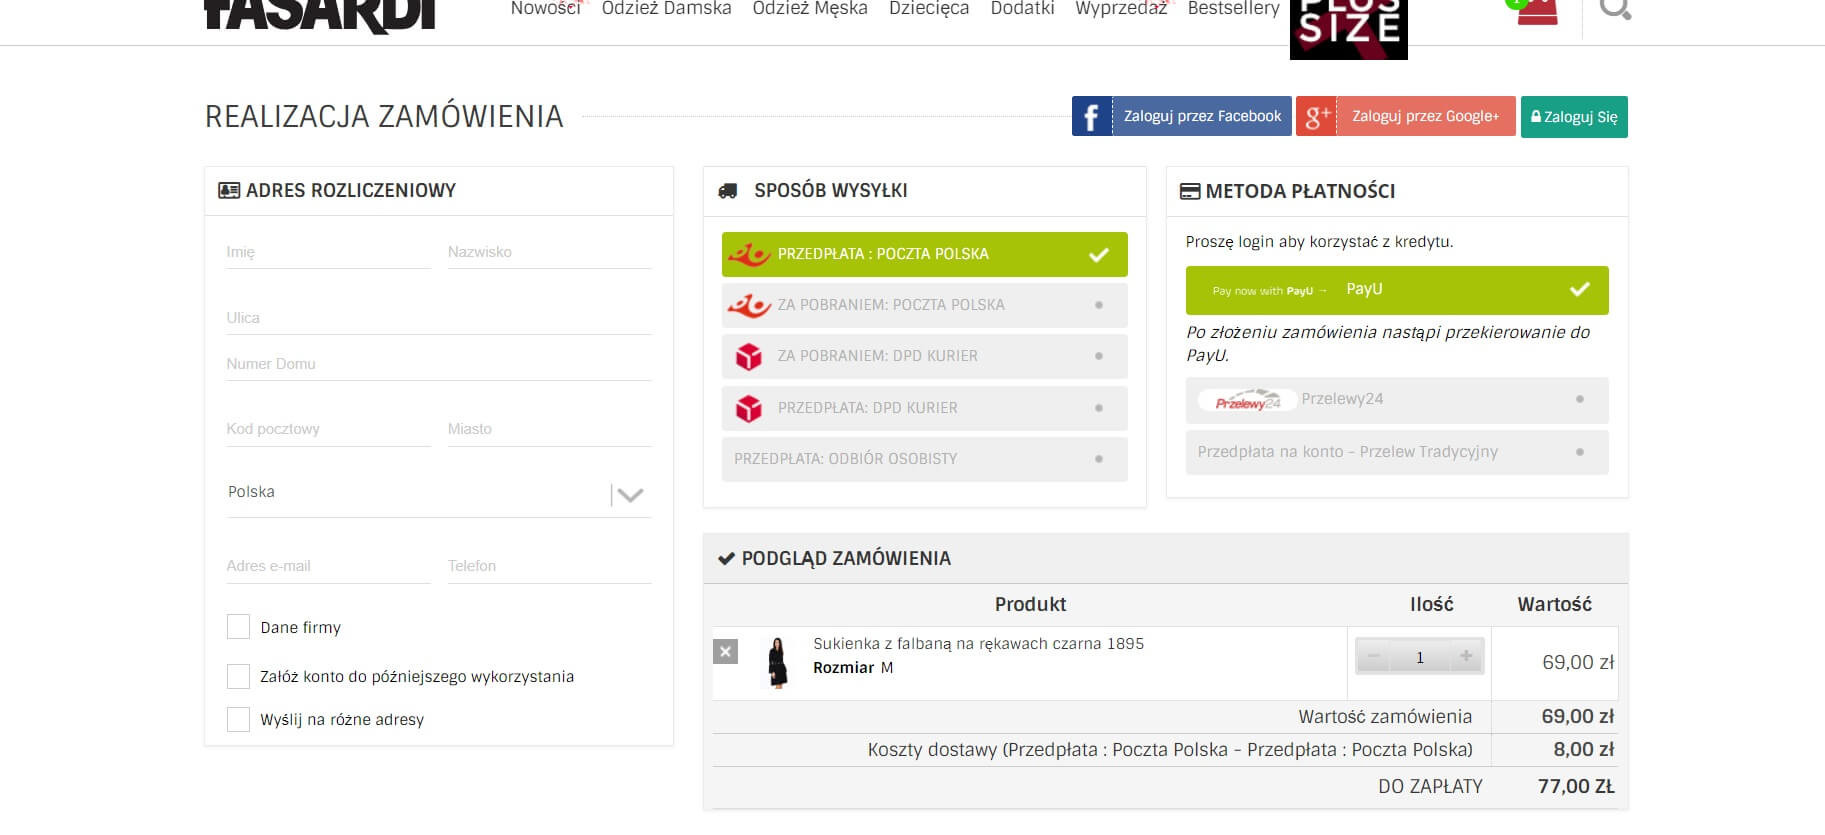 FASARDI
Nowości Odzież Damska Odzież Męska Dziecięca Dodatki Wyprzedaż Bestsellery
PLUS
SIZE
1
REALIZACJA ZAMÓWIENIA
f Zaloguj przez Facebook
g+ Zaloguj przez Google+
Zaloguj Się
ADRES ROZLICZENIOWY
Imię Nazwisko
Ulica
Numer Domu
Kod pocztowy Miasto
Polska
Adres e-mail Telefon
Dane firmy
Załóż konto do późniejszego wykorzystania
Wyślij na różne adresy
SPOSÓB WYSYŁKI
PRZEDPŁATA : POCZTA POLSKA
ZA POBRANIEM: POCZTA POLSKA
ZA POBRANIEM: DPD KURIER
PRZEDPŁATA: DPD KURIER
PRZEDPŁATA: ODBIÓR OSOBISTY
METODA PŁATNOŚCI
Proszę login aby korzystać z kredytu.
Pay now with PayU → PayU
Po złożeniu zamówienia nastąpi przekierowanie do
PayU.
Przelewy24 Przelewy24
Przedpłata na konto - Przelew Tradycyjny
PODGLĄD ZAMÓWIENIA
Produkt Ilość Wartość
Sukienka z falbaną na rękawach czarna 1895
Rozmiar M
− 1 +
69,00 zł
Wartość zamówienia 69,00 zł
Koszty dostawy (Przedpłata : Poczta Polska - Przedpłata : Poczta Polska) 8,00 zł
DO ZAPŁATY 77,00 ZŁ